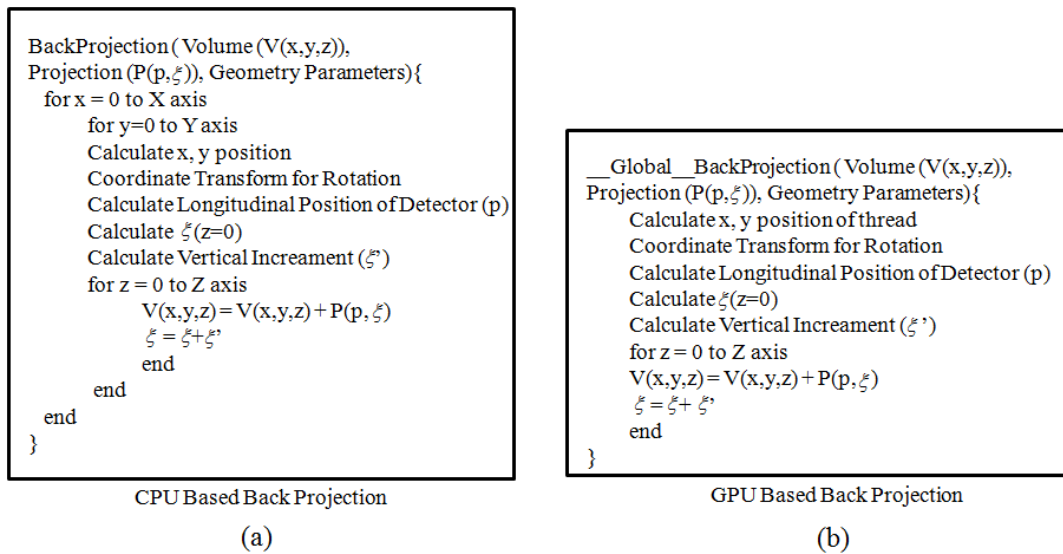 BackProjection ( Volume (V(x,y,z)),
Projection (P(p,ξ)), Geometry Parameters){
for x = 0 to X axis
for y=0 to Y axis
Calculate x, y position
Coordinate Transform for Rotation
Calculate Longitudinal Position of Detector (p)
Calculate ξ(z=0)
Calculate Vertical Increament (ξ’)
for z = 0 to Z axis
V(x,y,z) = V(x,y,z) + P(p, ξ)
ξ = ξ+ξ’
end
end
end
}
CPU Based Back Projection
(a)
__Global__BackProjection ( Volume (V(x,y,z)),
Projection (P(p,ξ)), Geometry Parameters){
Calculate x, y position of thread
Coordinate Transform for Rotation
Calculate Longitudinal Position of Detector (p)
Calculate ξ(z=0)
Calculate Vertical Increament (ξ’)
for z = 0 to Z axis
V(x,y,z) = V(x,y,z) + P(p, ξ)
ξ = ξ+ ξ’
end
}
GPU Based Back Projection
(b)